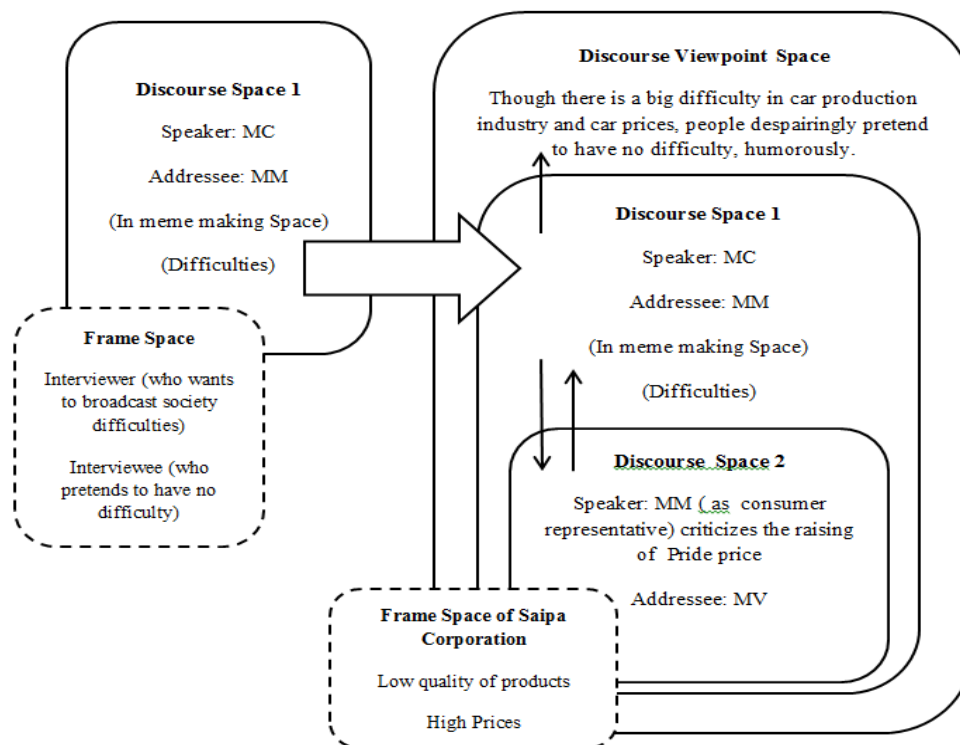 Discourse Space 1
Speaker: MC
Addressee: MM
(In meme making Space)
(Difficulties)
Frame Space
Interviewer (who wants
to broadcast society
difficulties)
Interviewee (who
pretends to have no
difficulty)
Discourse Viewpoint Space
Though there is a big difficulty in car production
industry and car prices, people despairingly pretend
to have no difficulty, humorously.
Discourse Space 1
Speaker: MC
Addressee: MM
(In meme making Space)
(Difficulties)
Discourse Space 2
Speaker: MM ( as consumer
representative) criticizes the raising
of Pride price
Addressee: MV
Frame Space of Saipa
Corporation
Low quality of products
High Prices